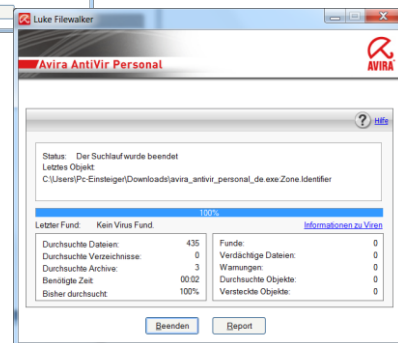 Luke Filewalker
Avira AntiVir Personal
AVIRA
? Hilfe
Status: Der Suchlauf wurde beendet
Letztes Objekt:
C:\Users\Pc-Einsteiger\Downloads\avira_antivir_personal_de.exe:Zone.Identifier
100%
Letzter Fund: Kein Virus Fund. Informationen zu Viren
Durchsuchte Dateien: 435
Durchsuchte Verzeichnisse: 0
Durchsuchte Archive: 3
Benötigte Zeit: 00:02
Bisher durchsucht: 100%
Funde: 0
Verdächtige Dateien: 0
Warnungen: 0
Durchsuchte Objekte: 0
Versteckte Objekte: 0
Beenden Report